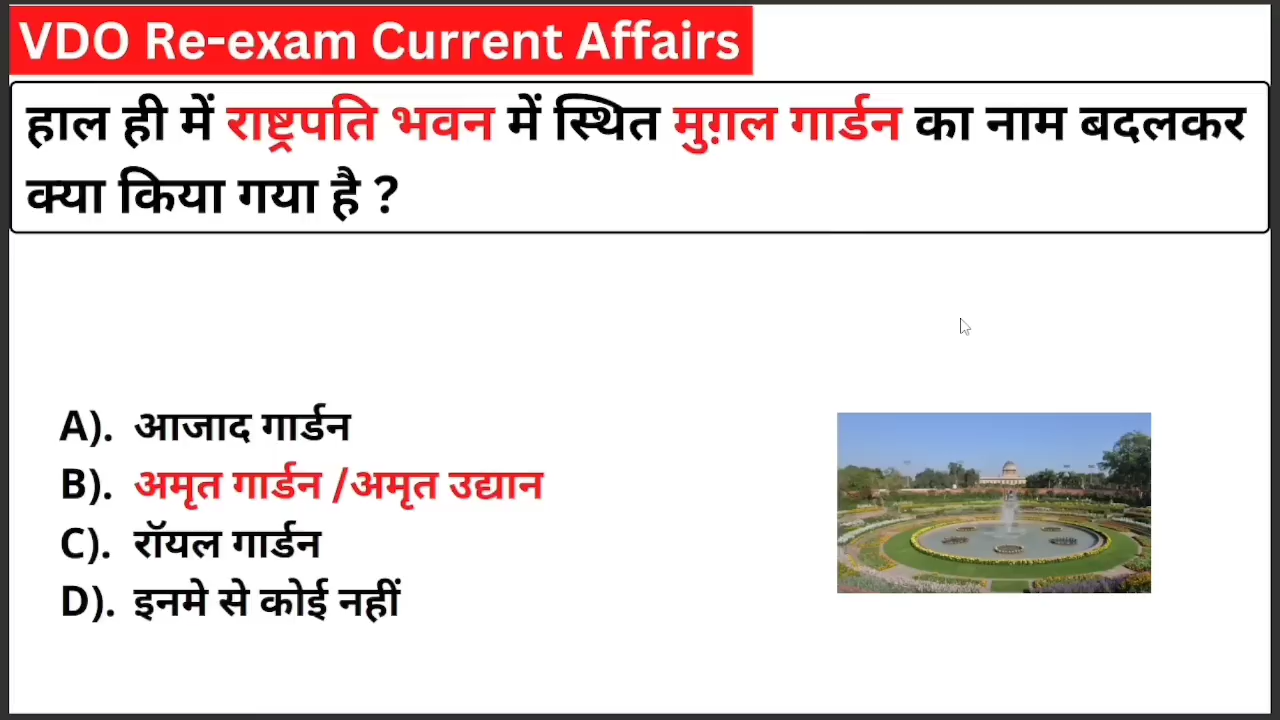 VDO Re-exam Current Affairs
हाल ही में राष्ट्रपति भवन में स्थित मुग़ल गार्डन का नाम बदलकर
क्या किया गया है ?
A). आजाद गार्डन
B). अमृत गार्डन /अमृत उद्यान
C). रॉयल गार्डन
D). इनमे से कोई नहीं